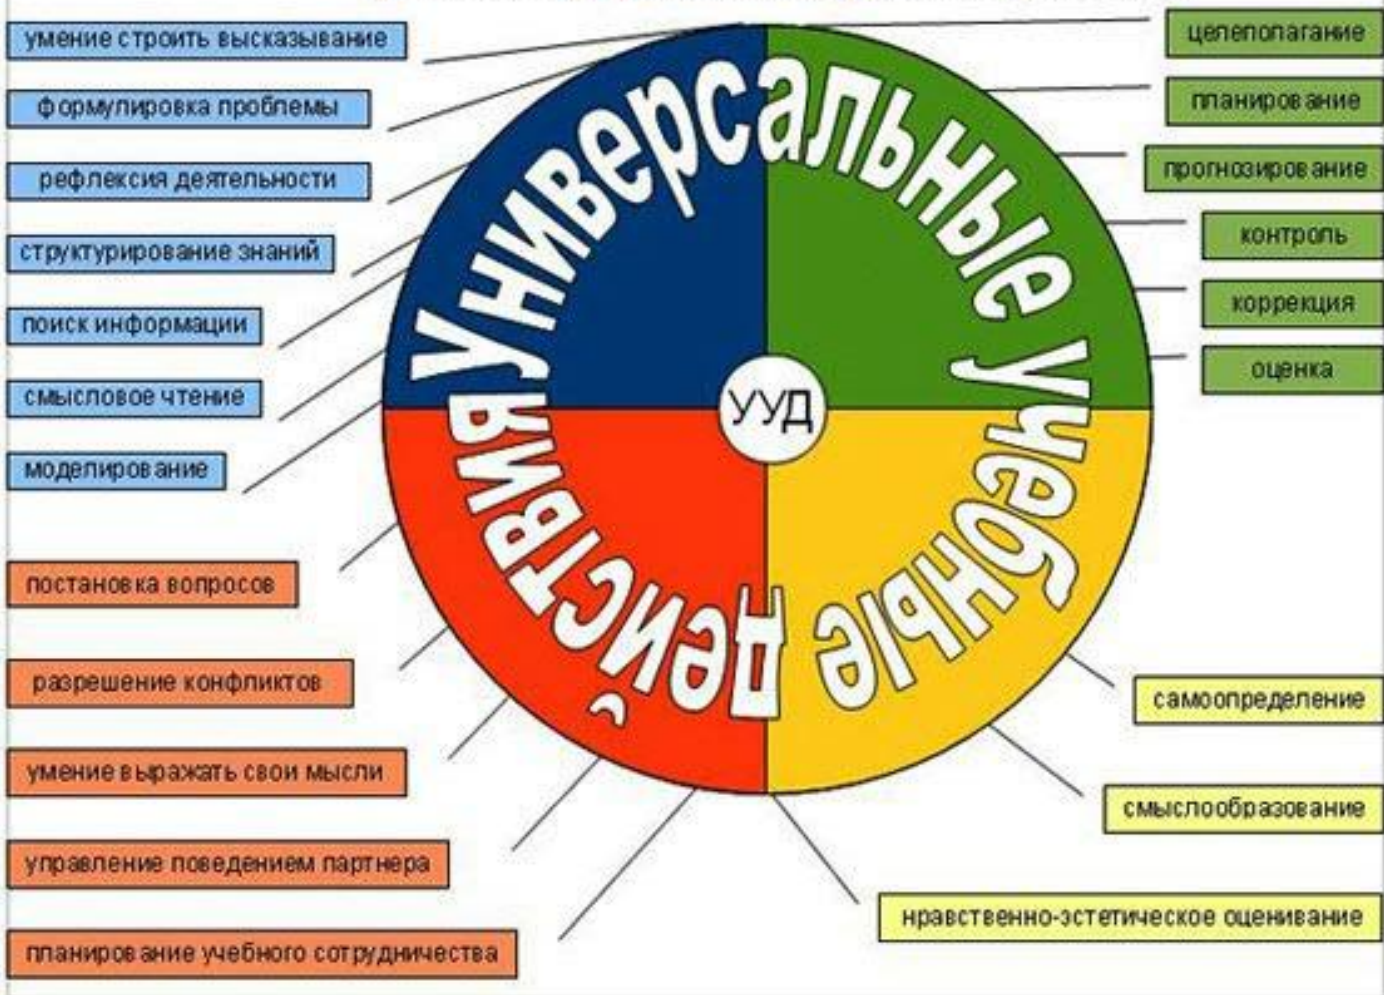 умение строить высказывание
формулировка проблемы
рефлексия деятельности
структурирование знаний
поиск информации
смысловое чтение
моделирование
постановка вопросов
разрешение конфликтов
умение выражать свои мысли
управление поведением партнера
планирование учебного сотрудничества
Универсальные учебные действия
УУД
целеполагание
планирование
прогнозирование
контроль
коррекция
оценка
самоопределение
смыслообразование
нравственно-эстетическое оценивание